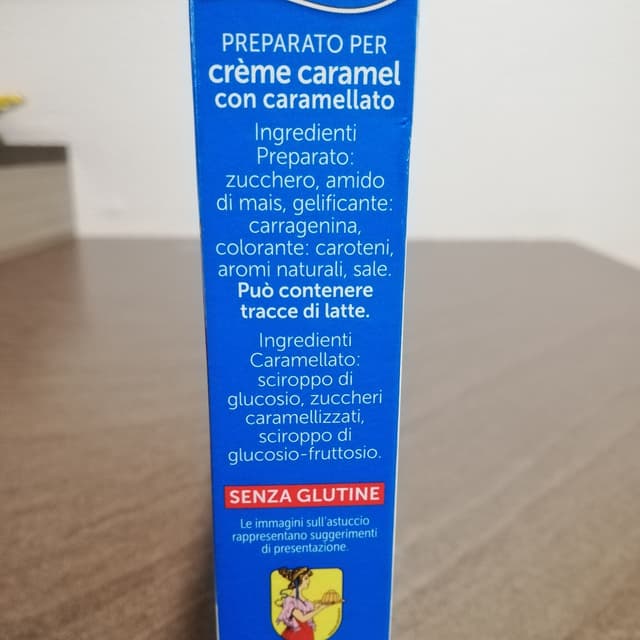 PREPARATO PER
crème caramel
con caramellato
Ingredienti
Preparato:
zucchero, amido
di mais, gelificante:
carragenina,
colorante: caroteni,
aromi naturali, sale.
Può contenere
tracce di latte.
Ingredienti
Caramellato:
sciroppo di
glucosio, zuccheri
caramellizzati,
sciroppo di
glucosio-fruttosio.
SENZA GLUTINE
Le immagini sull'astuccio
rappresentano suggerimenti
di presentazione.